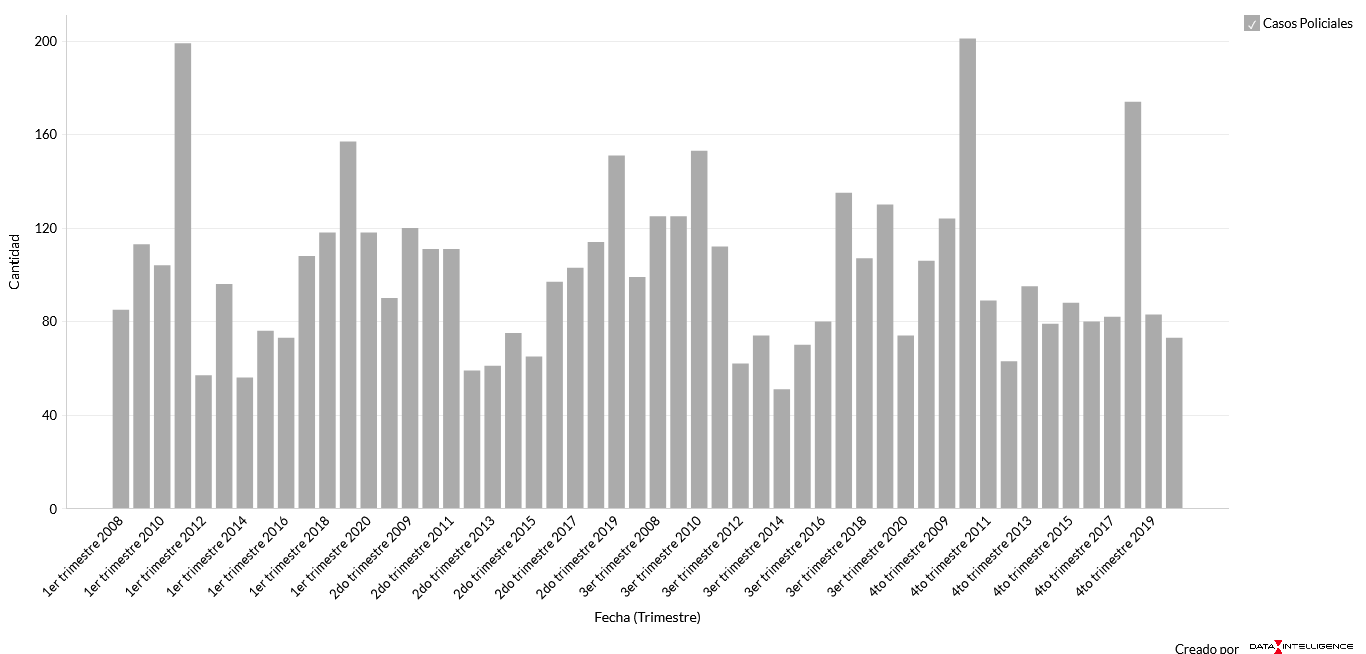 Casos Policiales
200
160
120
80
40
0
Cantidad
1er trimestre 2008
1er trimestre 2010
1er trimestre 2012
1er trimestre 2014
1er trimestre 2016
1er trimestre 2018
1er trimestre 2020
2do trimestre 2009
2do trimestre 2011
2do trimestre 2013
2do trimestre 2015
2do trimestre 2017
2do trimestre 2019
3er trimestre 2008
3er trimestre 2010
3er trimestre 2012
3er trimestre 2014
3er trimestre 2016
3er trimestre 2018
3er trimestre 2020
4to trimestre 2009
4to trimestre 2011
4to trimestre 2013
4to trimestre 2015
4to trimestre 2017
4to trimestre 2019
Fecha (Trimestre)
Creado por DATA INTELLIGENCE